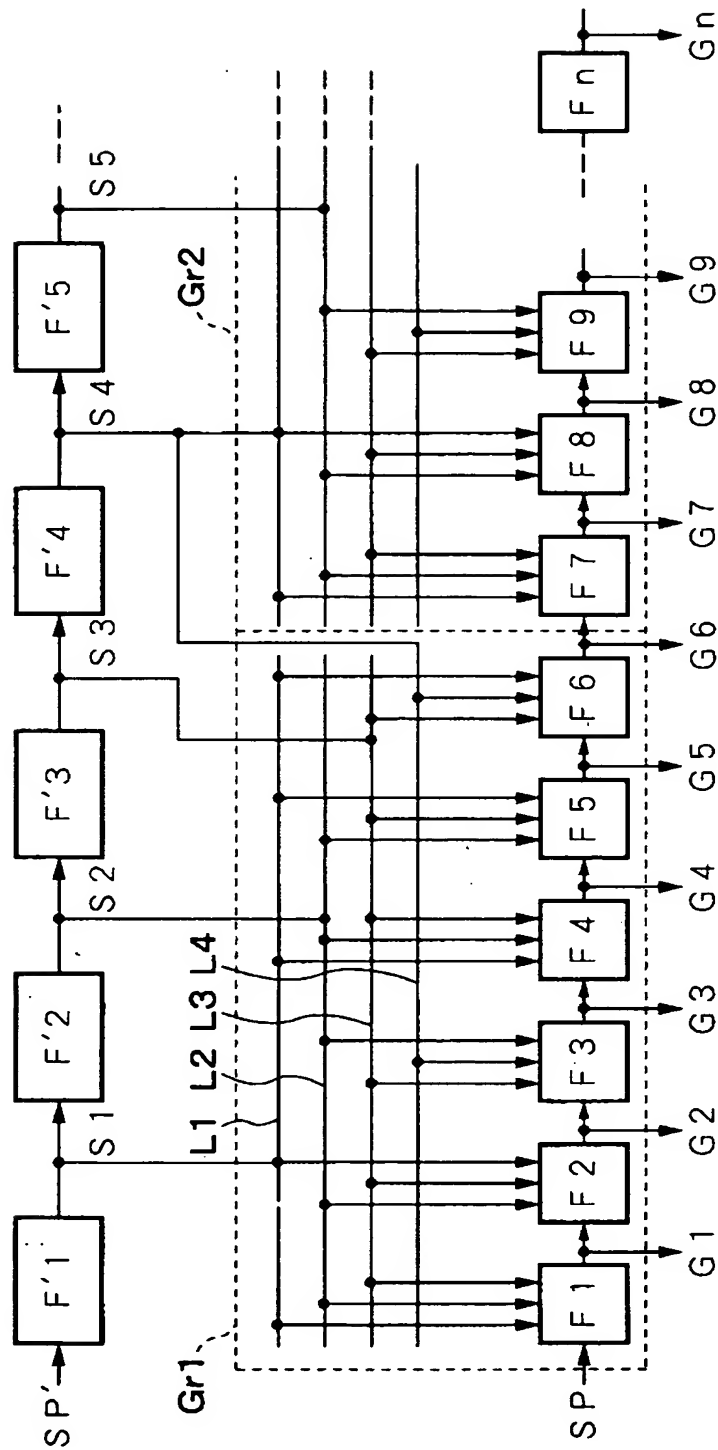 SP' F'1 F'2 F'3 F'4 F'5
S1 S2 S3 S4 S5
Gr1 Gr2
L1 L2 L3 L4
SP F1 F2 F3 F4 F5 F6 F7 F8 F9 Fn
G1 G2 G3 G4 G5 G6 G7 G8 G9 Gn